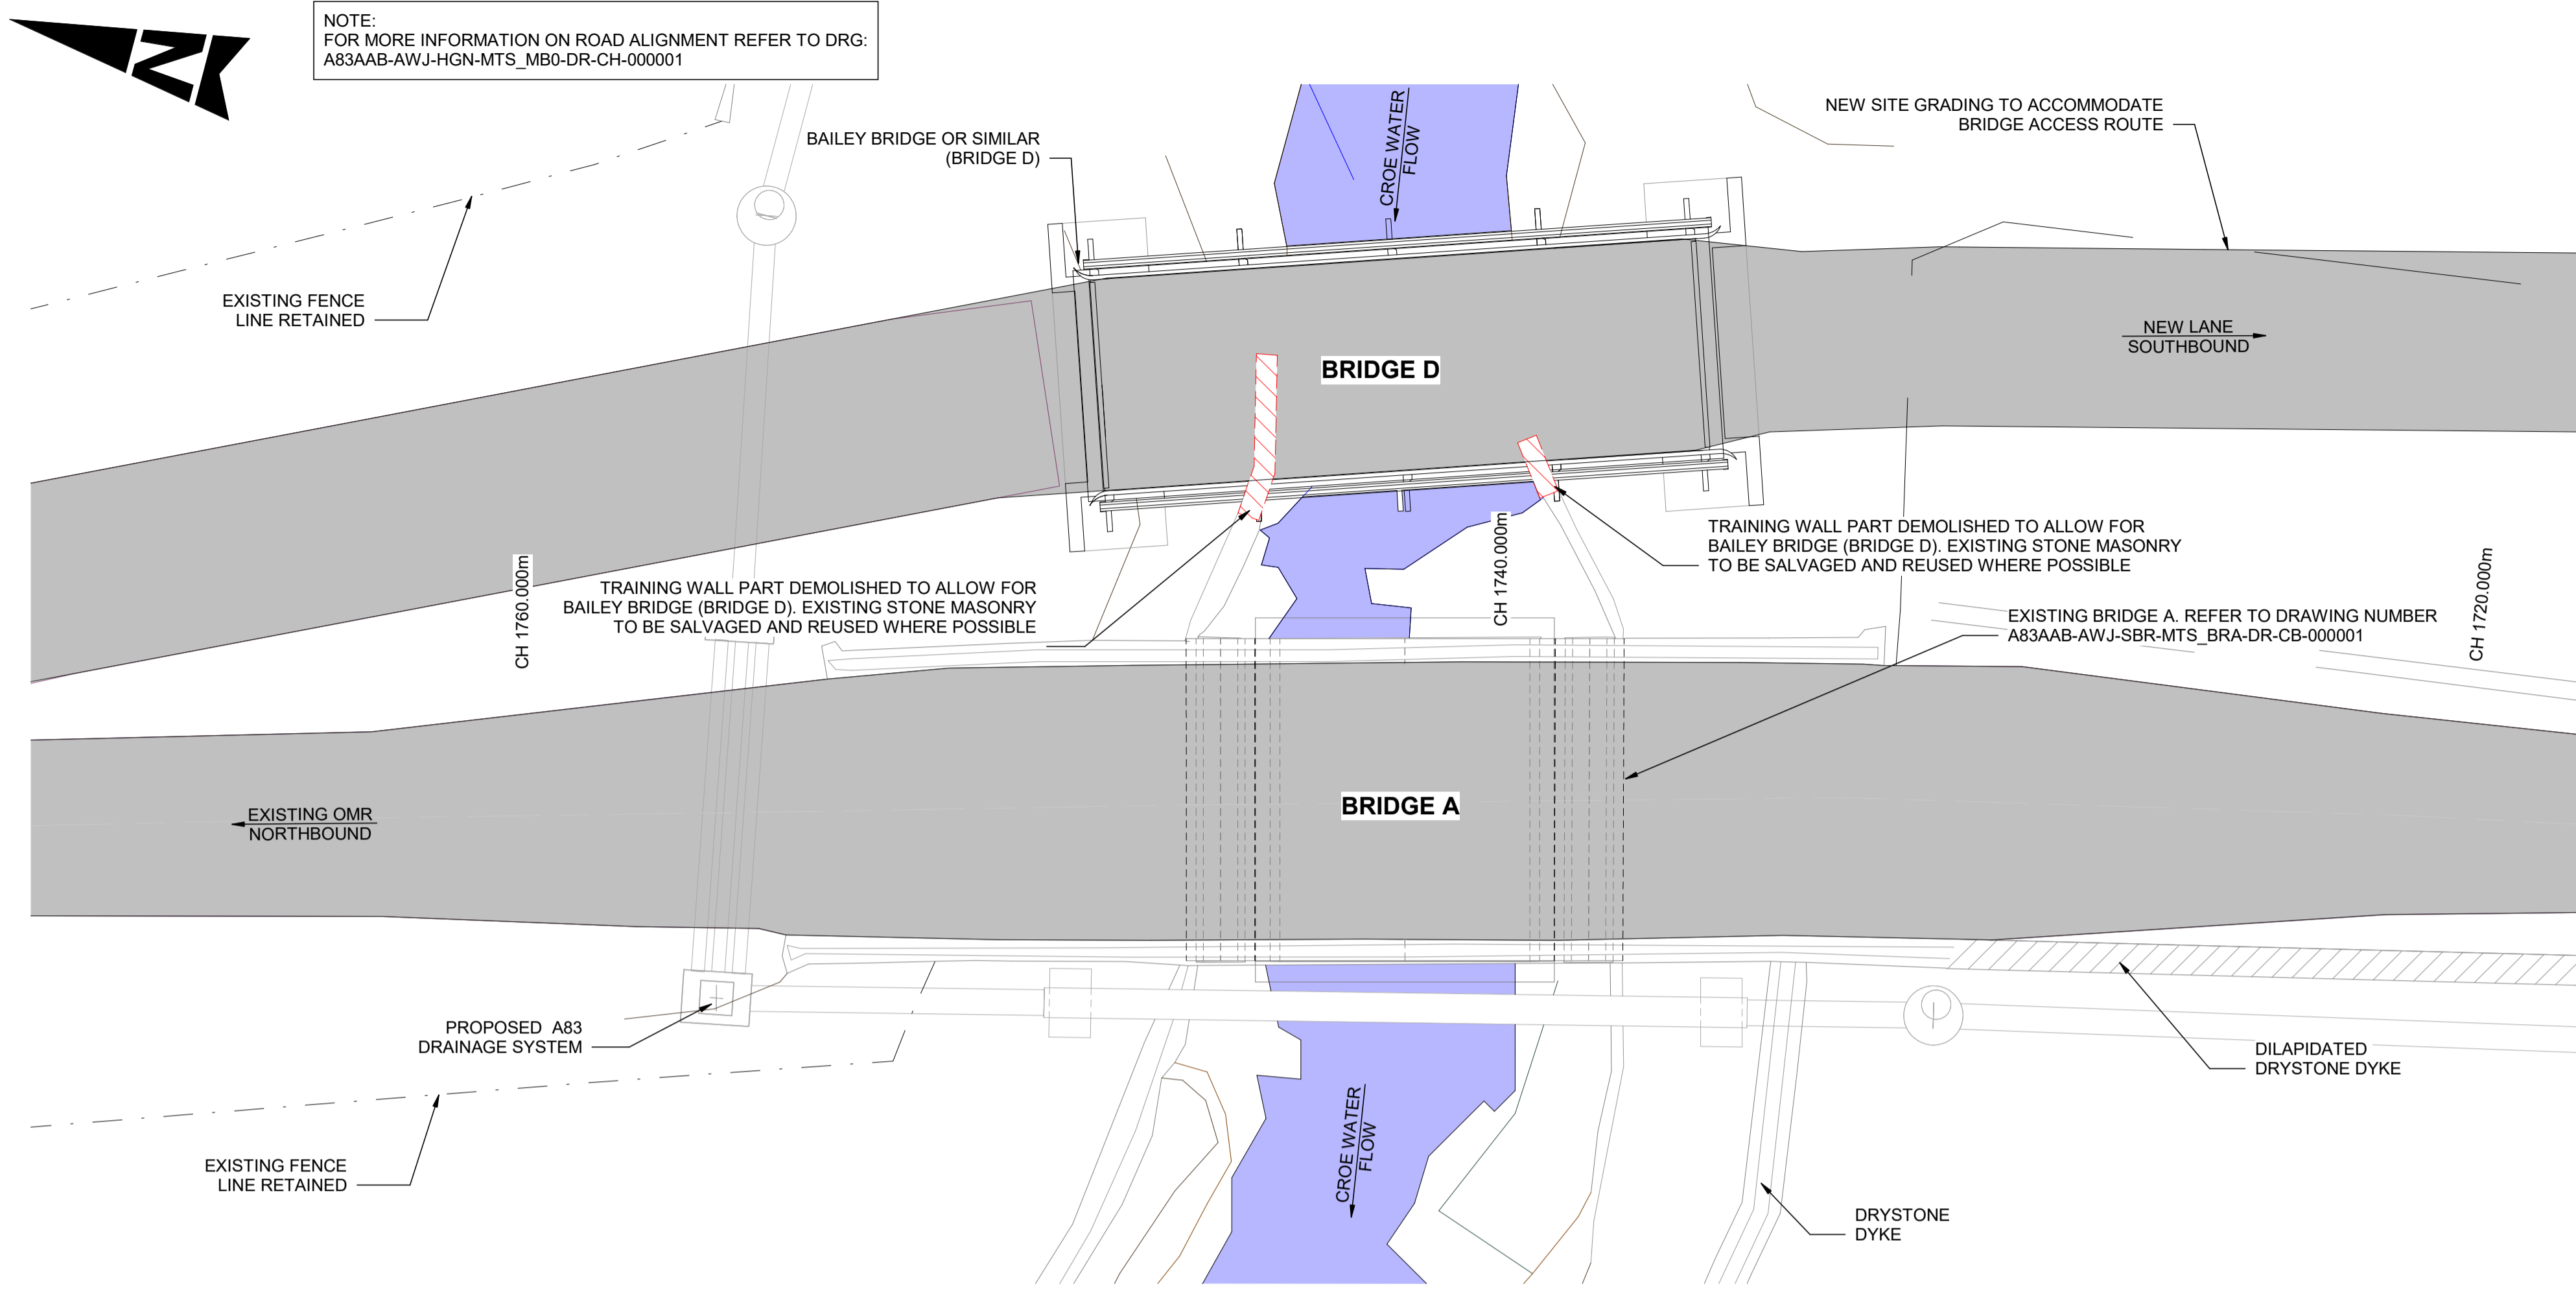 N
NOTE:
FOR MORE INFORMATION ON ROAD ALIGNMENT REFER TO DRG:
A83AAB-AWJ-HGN-MTS_MB0-DR-CH-000001
BAILEY BRIDGE OR SIMILAR
(BRIDGE D)
CROE WATER
FLOW
NEW SITE GRADING TO ACCOMMODATE
BRIDGE ACCESS ROUTE
EXISTING FENCE
LINE RETAINED
NEW LANE
SOUTHBOUND
BRIDGE D
TRAINING WALL PART DEMOLISHED TO ALLOW FOR
BAILEY BRIDGE (BRIDGE D). EXISTING STONE MASONRY
TO BE SALVAGED AND REUSED WHERE POSSIBLE
CH 1760.000m
TRAINING WALL PART DEMOLISHED TO ALLOW FOR
BAILEY BRIDGE (BRIDGE D). EXISTING STONE MASONRY
TO BE SALVAGED AND REUSED WHERE POSSIBLE
CH 1740.000m
CH 1720.000m
EXISTING BRIDGE A. REFER TO DRAWING NUMBER
A83AAB-AWJ-SBR-MTS_BRA-DR-CB-000001
EXISTING OMR
NORTHBOUND
BRIDGE A
PROPOSED A83
DRAINAGE SYSTEM
DILAPIDATED
DRYSTONE DYKE
CROE WATER
FLOW
EXISTING FENCE
LINE RETAINED
DRYSTONE
DYKE